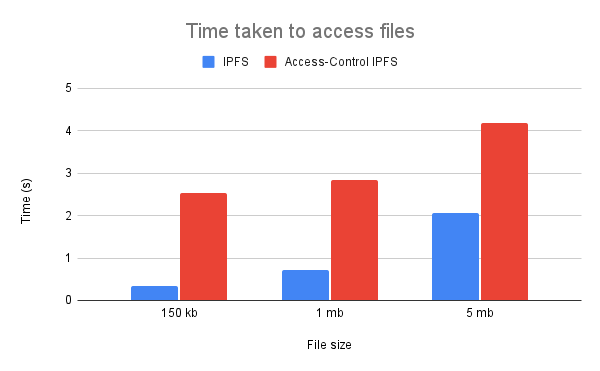 Time taken to access files
IPFS Access-Control IPFS
5
4
3
2
1
0
Time (s)
150 kb 1 mb 5 mb
File size